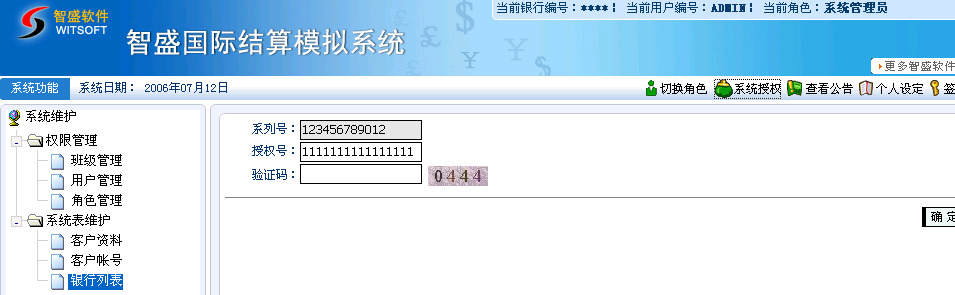 智盛软件
WITSOFT
智盛国际结算模拟系统
当前银行编号：****¦ 当前用户编号：ADMIN¦ 当前角色：系统管理员
更多智盛软件
系统功能 系统日期： 2006年07月12日
切换角色 系统授权 查看公告 个人设定 签
系统维护
权限管理
班级管理
用户管理
角色管理
系统表维护
客户资料
客户帐号
银行列表
系列号：123456789012
授权号：1111111111111111
验证码： 0444
确 定